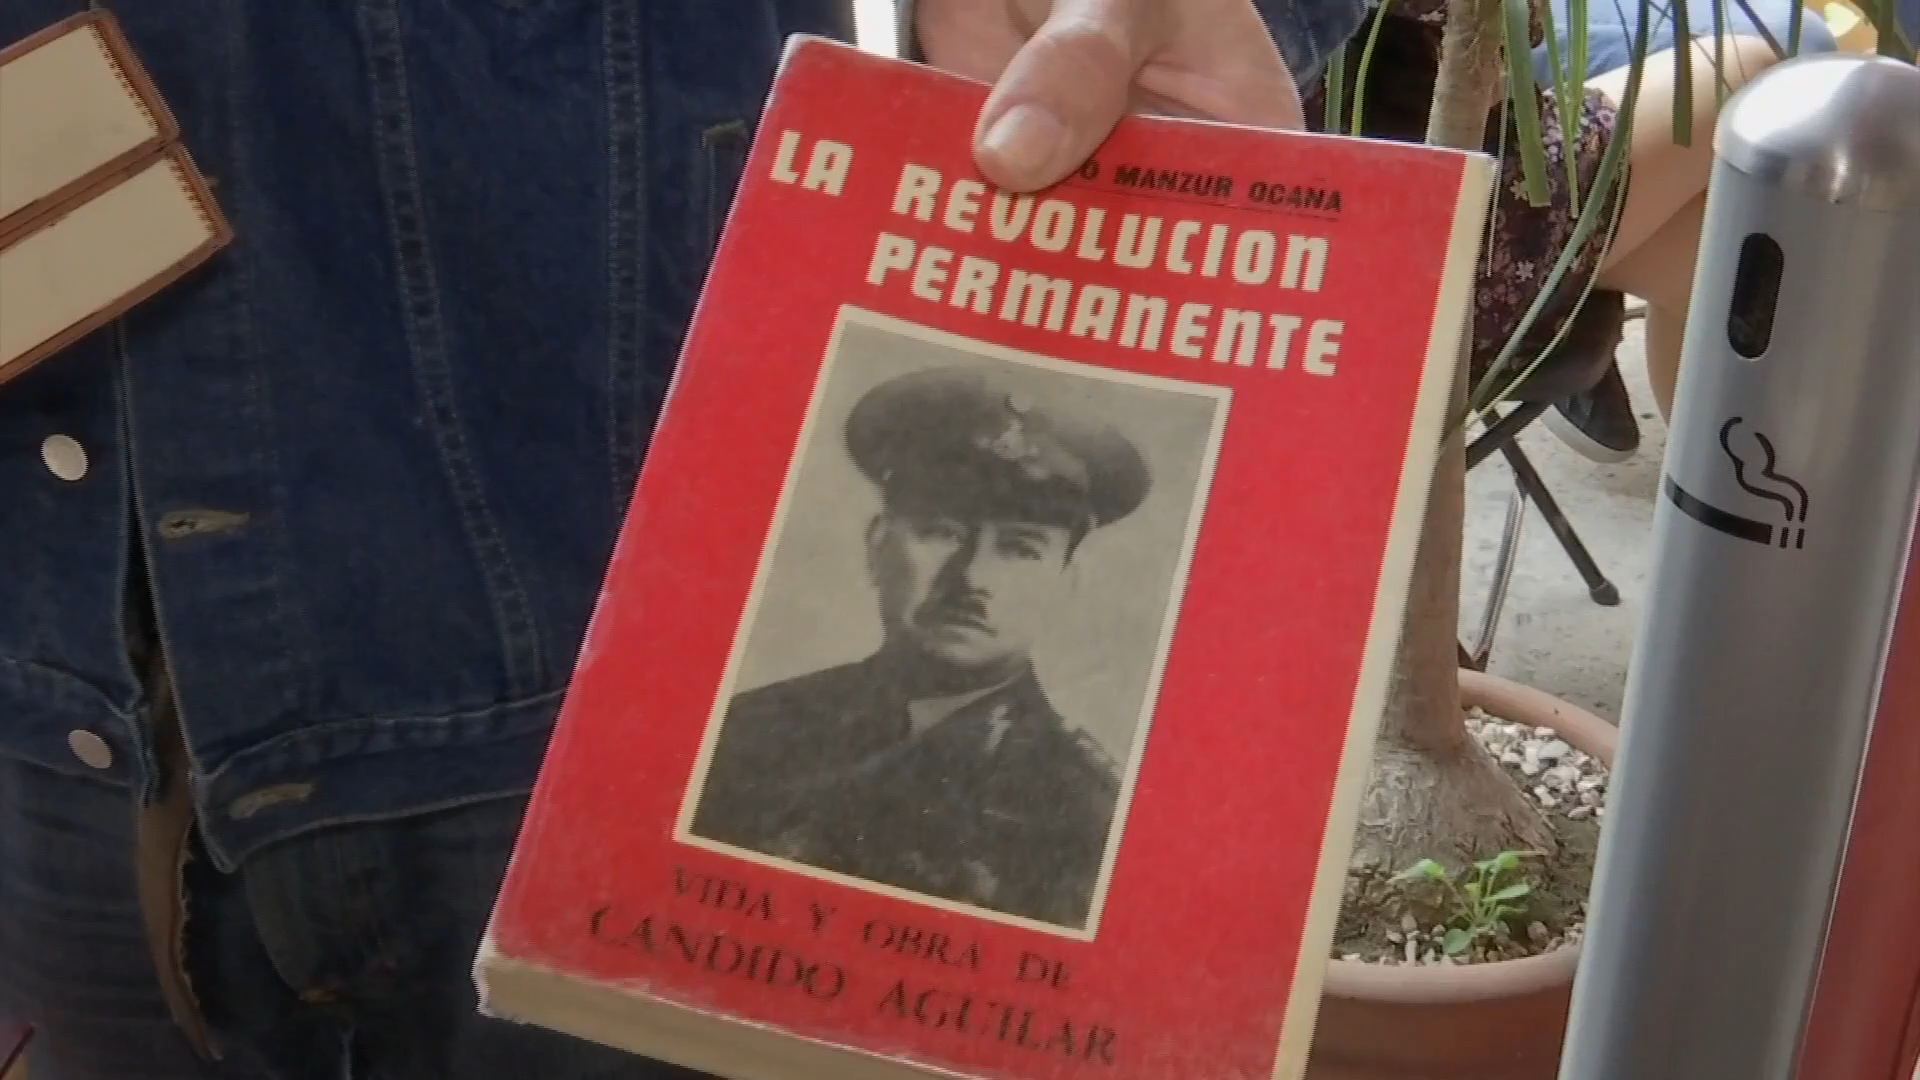 MANZUR OCAÑA
LA REVOLUCION
PERMANENTE
VIDA Y OBRA DE
CANDIDO AGUILAR